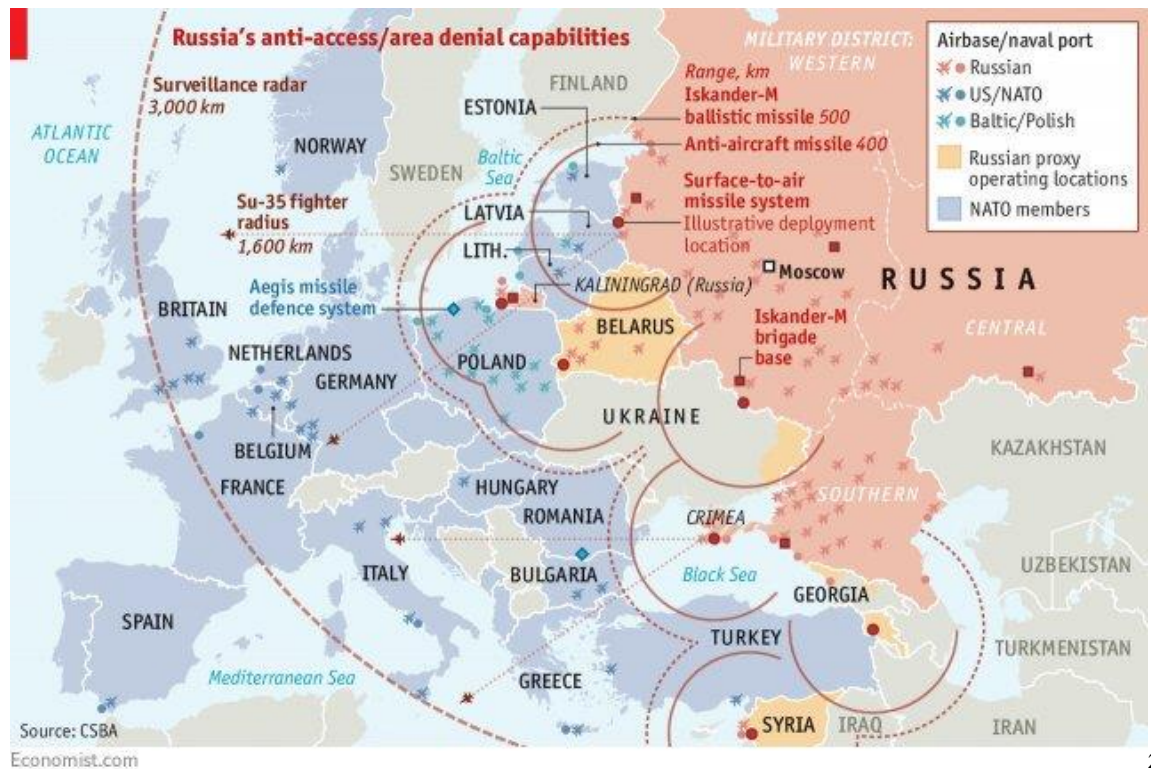 Russia's anti-access/area denial capabilities
Surveillance radar
3,000 km
ATLANTIC
OCEAN
NORWAY
SWEDEN
FINLAND
ESTONIA
Baltic
Sea
MILITARY DISTRICT:
WESTERN
Range, km
Iskander-M
ballistic missile 500
Anti-aircraft missile 400
Surface-to-air
missile system
Illustrative deployment
location
Airbase/naval port
Russian
US/NATO
Baltic/Polish
Russian proxy
operating locations
NATO members
Su-35 fighter
radius
1,600 km
LATVIA
LITH.
KALININGRAD (Russia)
Moscow
RUSSIA
Aegis missile
defence system
BRITAIN
NETHERLANDS
GERMANY
POLAND
BELARUS
Iskander-M
brigade
base
CENTRAL
UKRAINE
BELGIUM
FRANCE
KAZAKHSTAN
HUNGARY
ROMANIA
CRIMEA
SOUTHERN
ITALY
BULGARIA
Black Sea
GEORGIA
UZBEKISTAN
SPAIN
TURKEY
TURKMENISTAN
Mediterranean Sea
GREECE
SYRIA
IRAQ
IRAN
Source: CSBA
Economist.com